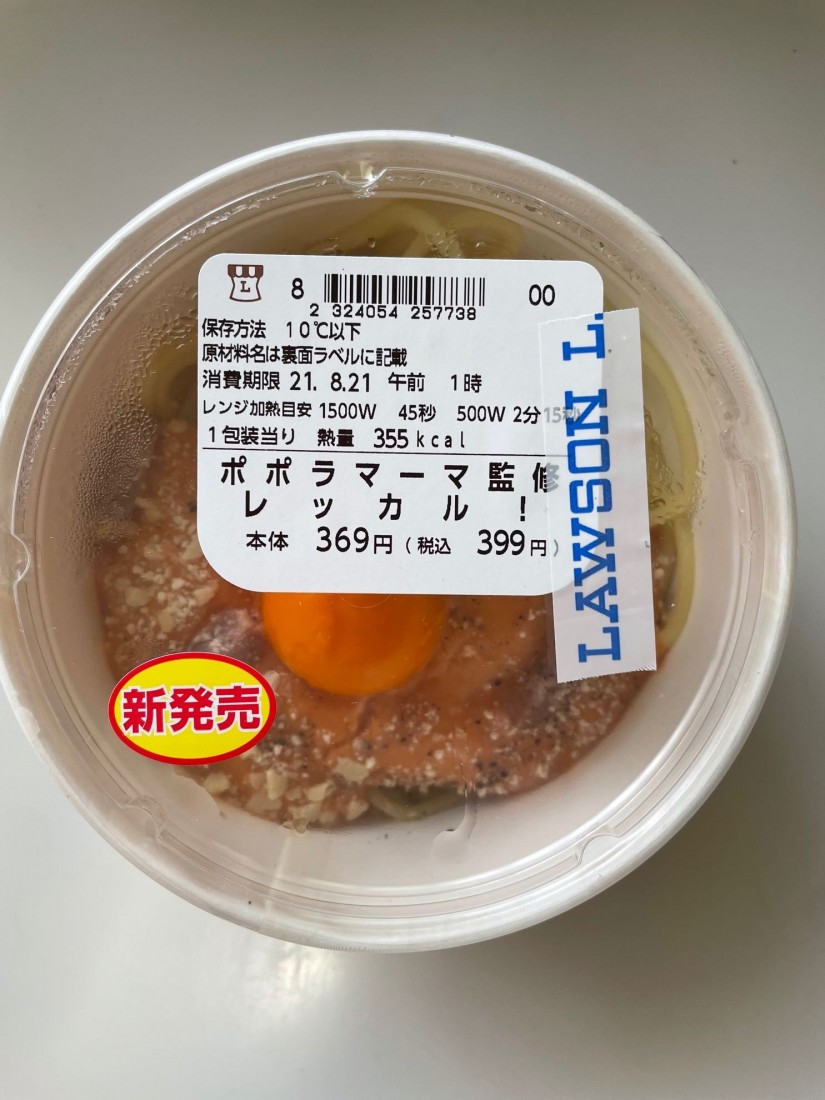 L
8 00
2 324054 257738
保存方法 10℃以下
原材料名は裏面ラベルに記載
消費期限 21. 8.21 午前 1時
レンジ加熱目安 1500W 45秒 500W 2分15秒
1包装当り 熱量 355kcal
ポポラマーマ監修
レッカル!
本体 369円(税込 399円)
LAWSON L.
新発売